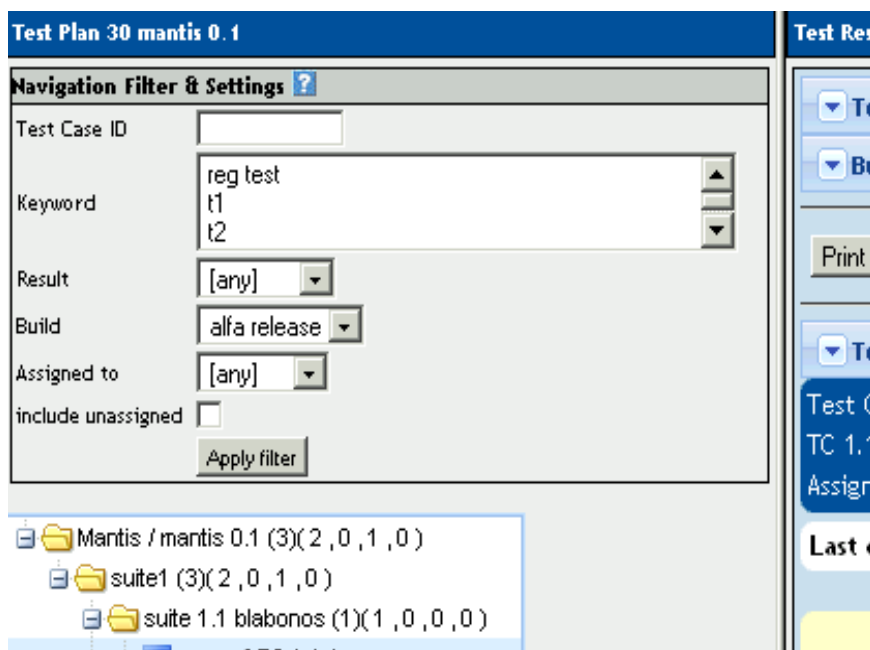 Test Plan 30 mantis 0.1
Navigation Filter & Settings ?
Test Case ID
Keyword
reg test
t1
t2
Result
[any]
Build
alfa release
Assigned to
[any]
include unassigned
Apply filter
Mantis / mantis 0.1 (3)( 2 ,0 ,1 ,0 )
suite1 (3)( 2 ,0 ,1 ,0 )
suite 1.1 blabonos (1)( 1 ,0 ,0 ,0 )
Test
Print
Test
TC 1.
Last